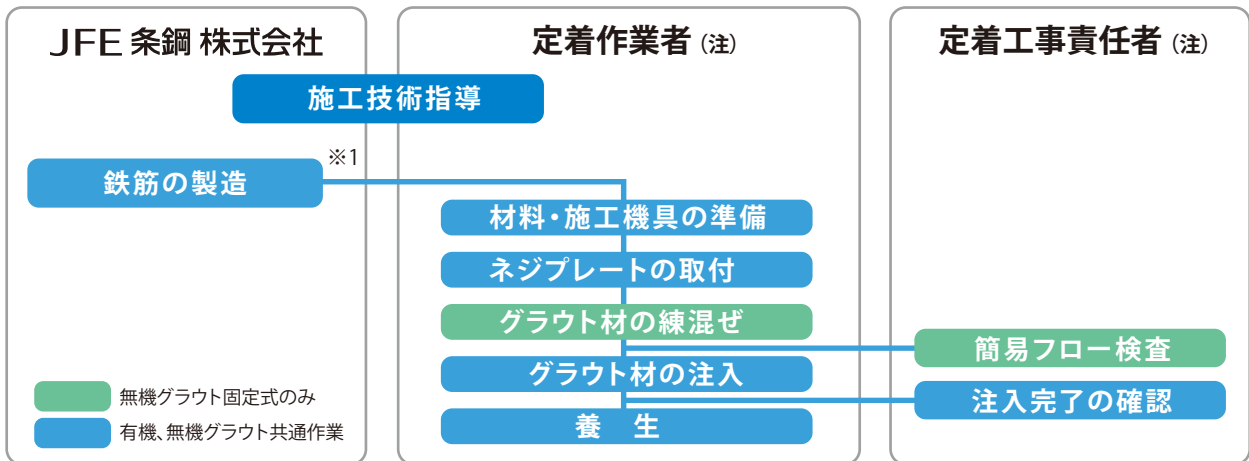 JFE 条鋼 株式会社
定着作業者 (注)
定着工事責任者 (注)
施工技術指導
※1
鉄筋の製造
材料・施工機具の準備
ネジプレートの取付
グラウト材の練混ぜ
簡易フロー検査
グラウト材の注入
注入完了の確認
養 生
無機グラウト固定式のみ
有機、無機グラウト共通作業